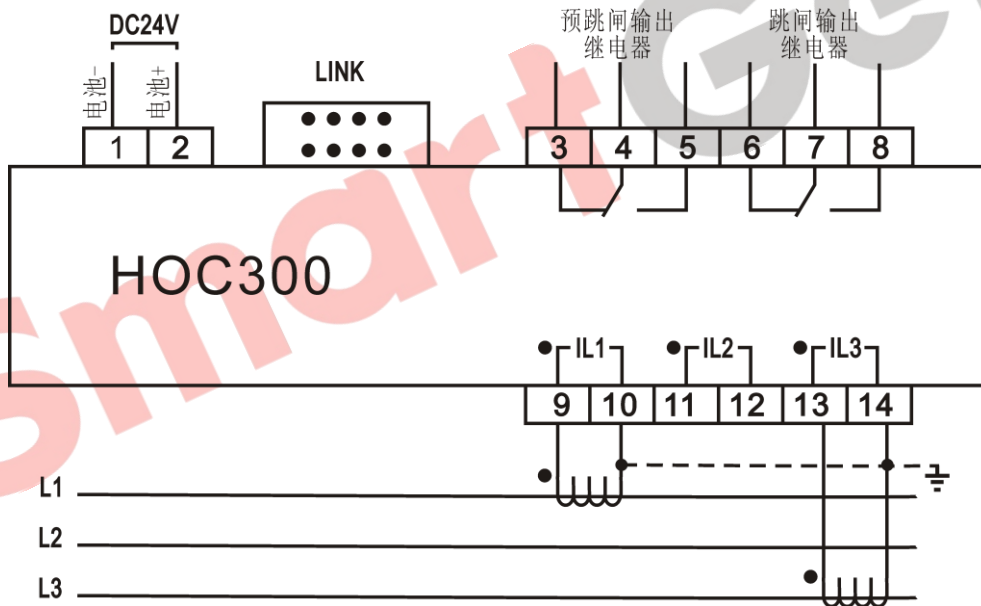 DC24V
预跳闸输出
继电器
跳闸输出
继电器
LINK
电池-
电池+
1 2
3 4 5 6 7 8
HOC300
IL1 IL2 IL3
9 10 11 12 13 14
L1
L2
L3
SmartGe